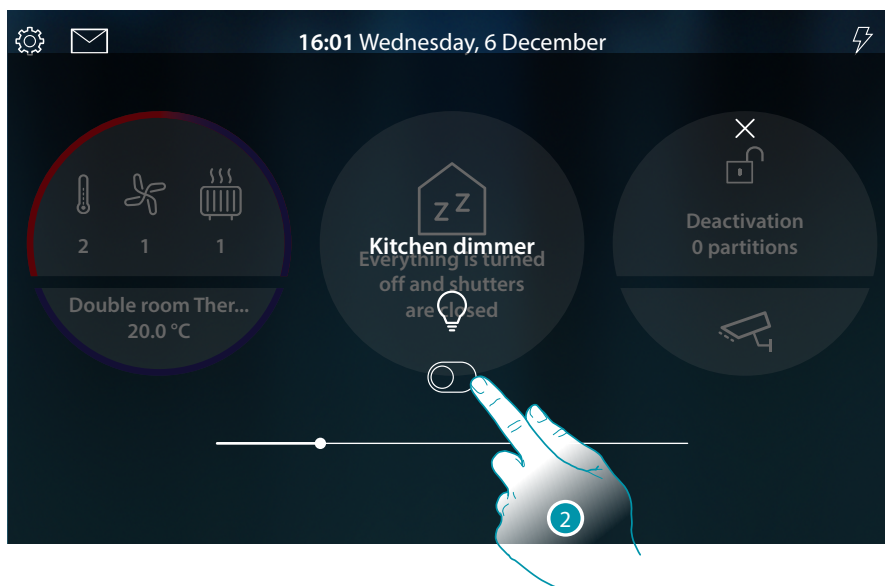 16:01 Wednesday, 6 December
2 1 1
Double room Ther...
20.0 °C
z Z
Kitchen dimmer
Everything is turned
off and shutters
are closed
Deactivation
0 partitions
2